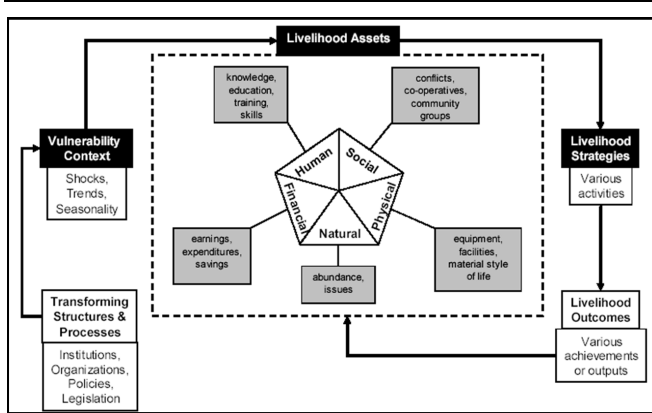 Livelihood Assets
knowledge,
education,
training,
skills
conflicts,
co-operatives,
community
groups
Vulnerability
Context
Shocks,
Trends,
Seasonality
Human
Social
Financial
Physical
Natural
Livelihood
Strategies
Various
activities
earnings,
expenditures,
savings
abundance,
issues
equipment,
facilities,
material style
of life
Transforming
Structures &
Processes
Institutions,
Organizations,
Policies,
Legislation
Livelihood
Outcomes
Various
achievements
or outputs